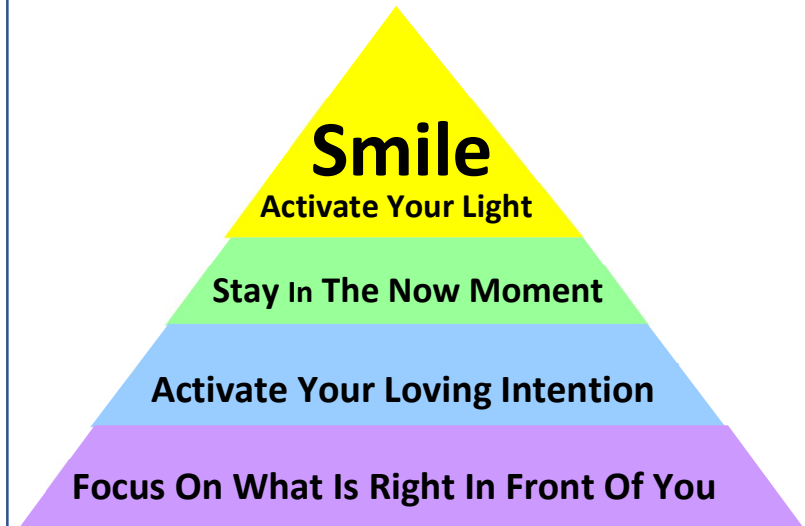 Smile
Activate Your Light
Stay In The Now Moment
Activate Your Loving Intention
Focus On What Is Right In Front Of You